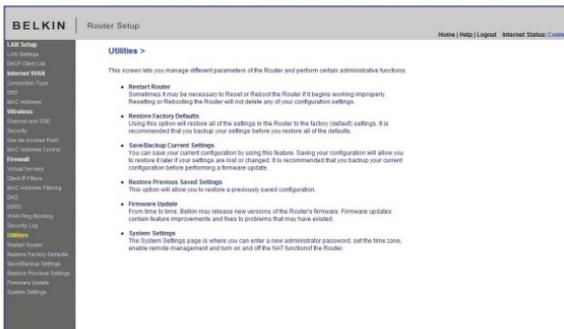 BELKIN
Router Setup
Home | Help | Logout Internet Status: Conne
LAN Setup
LAN Settings
DHCP Client List
Internet WAN
Connection Type
DNS
MAC Address
Wireless
Channel and SSID
Security
Use as Access Point
MAC Address Control
Firewall
Virtual Servers
Client IP Filters
MAC Address Filtering
DMZ
DDNS
WAN Ping Blocking
Security Log
Utilities
Restart Router
Restore Factory Defaults
Save/Backup Settings
Restore Previous Settings
Firmware Update
System Settings
Utilities >
This screen lets you manage different parameters of the Router and perform certain administrative functions.
• Restart Router
Sometimes it may be necessary to Reset or Reboot the Router if it begins working improperly.
Resetting or Rebooting the Router will not delete any of your configuration settings.
• Restore Factory Defaults
Using this option will restore all of the settings in the Router to the factory (default) settings. It is
recommended that you backup your settings before you restore all of the defaults.
• Save/Backup Current Settings
You can save your current configuration by using this feature. Saving your configuration will allow you
to restore it later if your settings are lost or changed. It is recommended that you backup your current
configuration before performing a firmware update.
• Restore Previous Saved Settings
This option will allow you to restore a previously saved configuration.
• Firmware Update
From time to time, Belkin may release new versions of the Router's firmware. Firmware updates
contain feature improvements and fixes to problems that may have existed.
• System Settings
The System Settings page is where you can enter a new administrator password, set the time zone,
enable remote management and turn on and off the NAT functionof the Router.